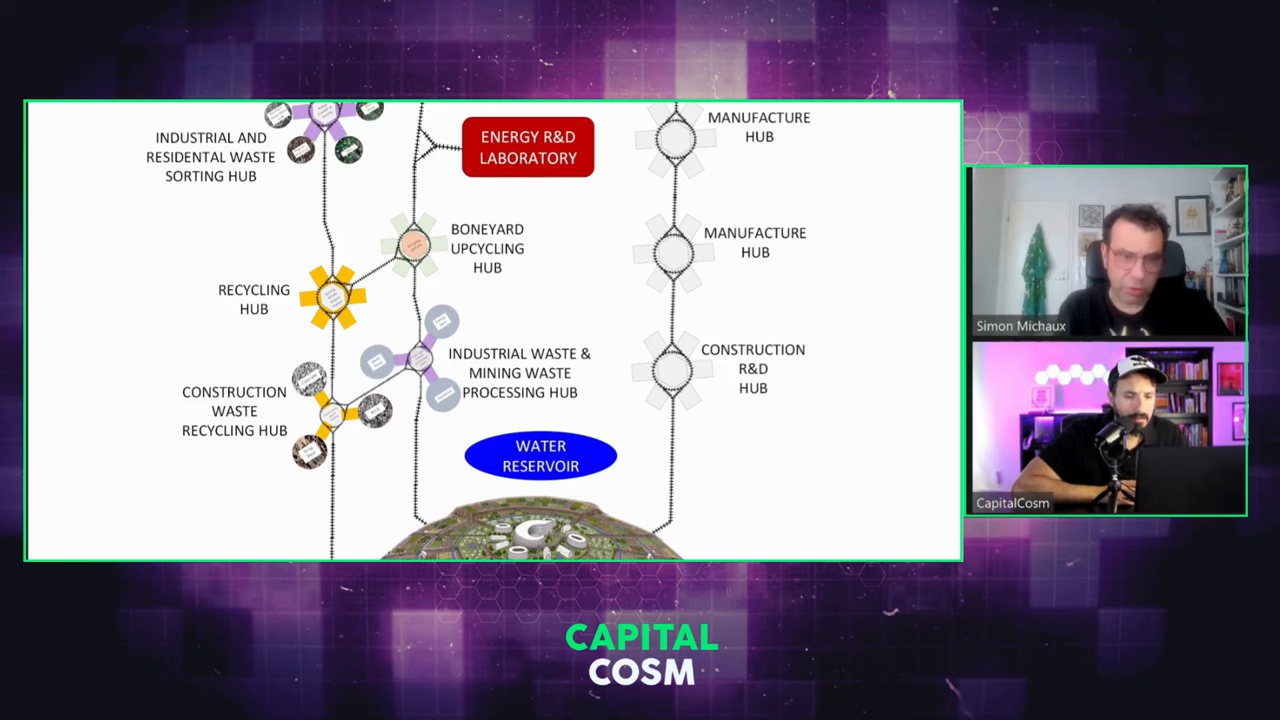 INDUSTRIAL AND
RESIDENTAL WASTE
SORTING HUB
ENERGY R&D
LABORATORY
MANUFACTURE
HUB
BONEYARD
UPCYCLING
HUB
MANUFACTURE
HUB
RECYCLING
HUB
INDUSTRIAL WASTE &
MINING WASTE
PROCESSING HUB
CONSTRUCTION
R&D
HUB
CONSTRUCTION
WASTE
RECYCLING HUB
WATER
RESERVOIR
Simon Michaux
CapitalCosm
CAPITAL
COSM